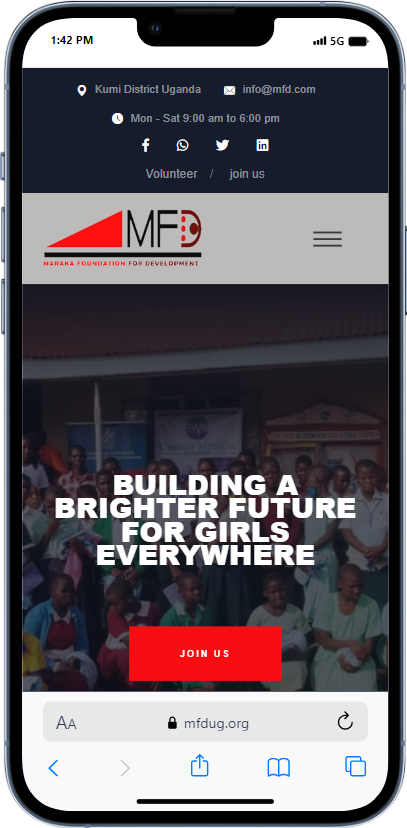 1:42 PM
5G
Kumi District Uganda
info@mfd.com
Mon - Sat 9:00 am to 6:00 pm
Volunteer / join us
MFD
MARAKA FOUNDATION FOR DEVELOPMENT
BUILDING A
BRIGHTER FUTURE
FOR GIRLS
EVERYWHERE
JOIN US
AA
mfdug.org